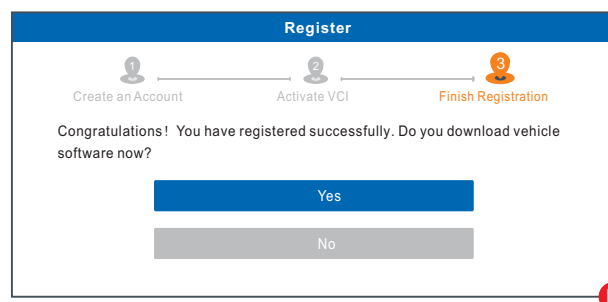 Register
1 2 3
Create an Account Activate VCI Finish Registration
Congratulations! You have registered successfully. Do you download vehicle
software now?
Yes
No